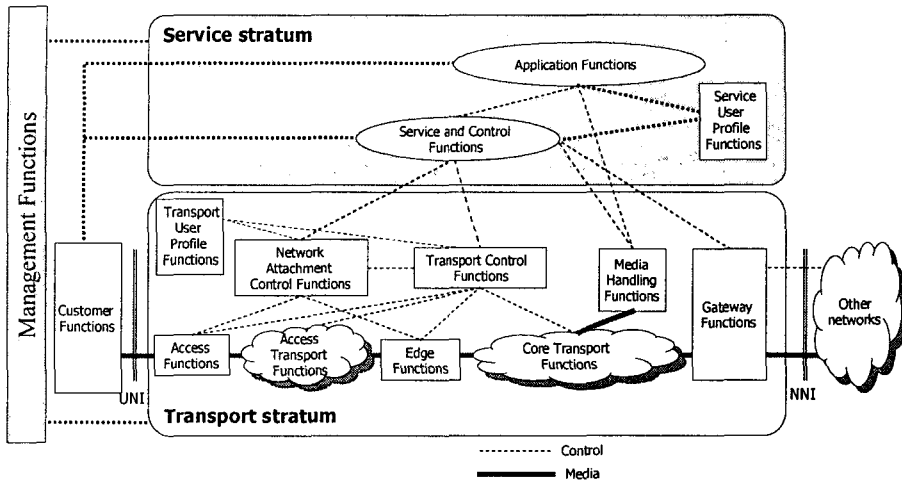 Management Functions
Service stratum
Application Functions
Service
User
Profile
Functions
Service and Control
Functions
Transport
User
Profile
Functions
Network
Attachment
Control Functions
Transport Control
Functions
Media
Handling
Functions
Gateway
Functions
Other
networks
Customer
Functions
Access
Functions
Access
Transport
Functions
Edge
Functions
Core Transport
Functions
UNI
NNI
Transport stratum
Control
Media